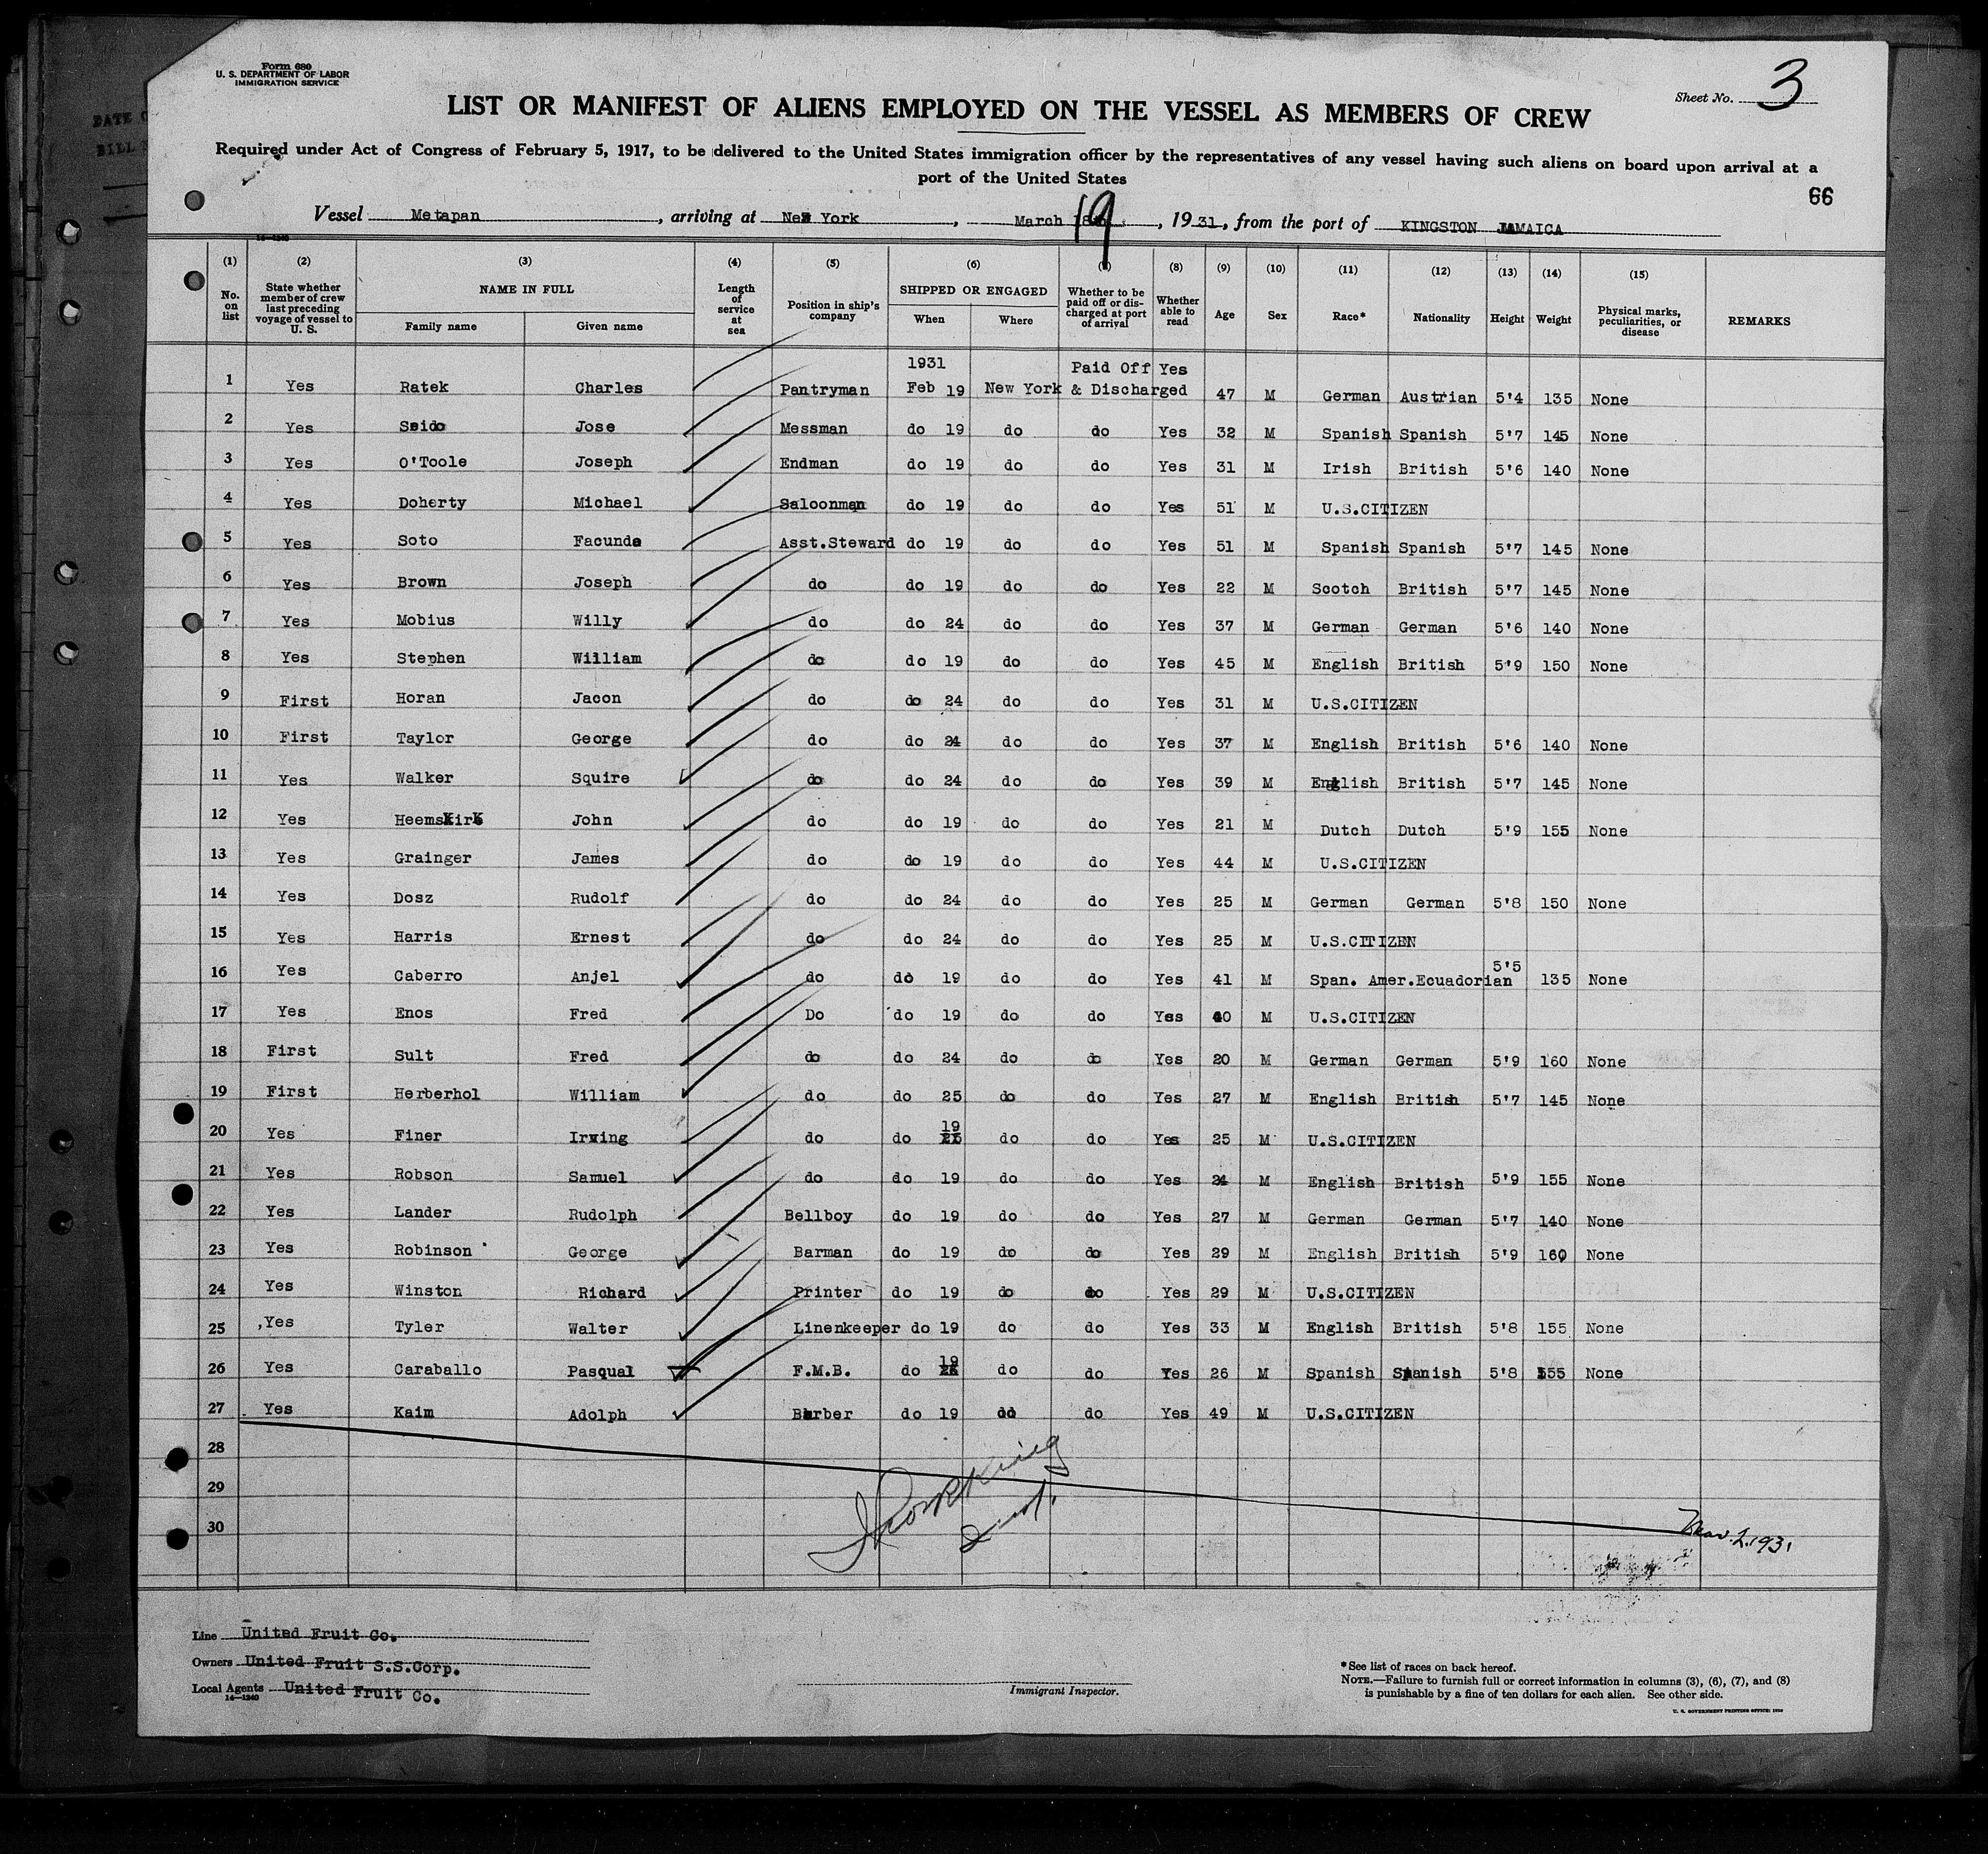 Form 680
U. S. DEPARTMENT OF LABOR
IMMIGRATION SERVICE
Sheet No. 3
LIST OR MANIFEST OF ALIENS EMPLOYED ON THE VESSEL AS MEMBERS OF CREW
Required under Act of Congress of February 5, 1917, to be delivered to the United States immigration officer by the representatives of any vessel having such aliens on board upon arrival at a
port of the United States
66
Vessel Metapan, arriving at New York, March 19, 1931, from the port of KINGSTON JAMAICA
14—1240
(1) (2) (3) (4) (5) (6) (8) (9) (10) (11) (12) (13) (14) (15)
No. on list | State whether member of crew last preceding voyage of vessel to U. S. | NAME IN FULL | Family name | Given name | Length of service at sea | Position in ship's company | SHIPPED OR ENGAGED | When | Where | Whether to be paid off or discharged at port of arrival | Whether able to read | Age | Sex | Race* | Nationality | Height | Weight | Physical marks, peculiarities, or disease | REMARKS
1931 Paid Off Yes
1 Yes Ratek Charles Pantryman Feb 19 New York & Discharged 47 M German Austrian 5'4 135 None
2 Yes Seido Jose Messman do 19 do do Yes 32 M Spanish Spanish 5'7 145 None
3 Yes O'Toole Joseph Endman do 19 do do Yes 31 M Irish British 5'6 140 None
4 Yes Doherty Michael Saloonman do 19 do do Yes 51 M U.S.CITIZEN
5 Yes Soto Facundo Asst.Steward do 19 do do Yes 51 M Spanish Spanish 5'7 145 None
6 Yes Brown Joseph do do 19 do do Yes 22 M Scotch British 5'7 145 None
7 Yes Mobius Willy do do 24 do do Yes 37 M German German 5'6 140 None
8 Yes Stephen William do do 19 do do Yes 45 M English British 5'9 150 None
9 First Horan Jacon do do 24 do do Yes 31 M U.S.CITIZEN
10 First Taylor George do do 24 do do Yes 37 M English British 5'6 140 None
11 Yes Walker Squire do do 24 do do Yes 39 M English British 5'7 145 None
12 Yes HeemsKirK John do do 19 do do Yes 21 M Dutch Dutch 5'9 155 None
13 Yes Grainger James do do 19 do do Yes 44 M U.S.CITIZEN
14 Yes Dosz Rudolf do do 24 do do Yes 25 M German German 5'8 150 None
15 Yes Harris Ernest do do 24 do do Yes 25 M U.S.CITIZEN
16 Yes Caberro Anjel do do 19 do do Yes 41 M Span. Amer.Ecuadorian 5'5 135 None
17 Yes Enos Fred Do do 19 do do Yes 40 M U.S.CITIZEN
18 First Sult Fred do do 24 do do Yes 20 M German German 5'9 160 None
19 First Herberhol William do do 25 do do Yes 27 M English British 5'7 145 None
20 Yes Finer Irwing do do 19 do do Yes 25 M U.S.CITIZEN
21 Yes Robson Samuel do do 19 do do Yes 24 M English British 5'9 155 None
22 Yes Lander Rudolph Bellboy do 19 do do Yes 27 M German German 5'7 140 None
23 Yes Robinson George Barman do 19 do do Yes 29 M English British 5'9 160 None
24 Yes Winston Richard Printer do 19 do do Yes 29 M U.S.CITIZEN
25 Yes Tyler Walter Linenkeeper do 19 do do Yes 33 M English British 5'8 155 None
26 Yes Caraballo Pasqual F.M.B. do 19 do do Yes 26 M Spanish Spanish 5'8 155 None
27 Yes Kaim Adolph Barber do 19 do do Yes 49 M U.S.CITIZEN
28
29
30
Line United Fruit Co.
Owners United Fruit S.S.Corp.
Local Agents United Fruit Co.
14—1240
Immigrant Inspector.
*See list of races on back hereof.
NOTE.—Failure to furnish full or correct information in columns (3), (6), (7), and (8)
is punishable by a fine of ten dollars for each alien. See other side.
U. S. GOVERNMENT PRINTING OFFICE: 1930